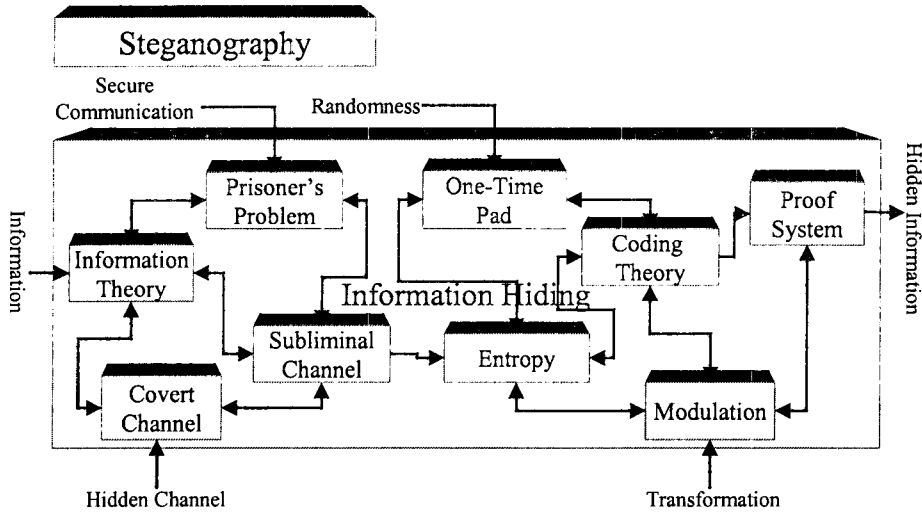 Steganography
Secure
Communication
Randomness
Prisoner's
Problem
One-Time
Pad
Proof
System
Hidden Information
Information
Information
Theory
Coding
Theory
Information Hiding
Subliminal
Channel
Entropy
Covert
Channel
Modulation
Hidden Channel
Transformation